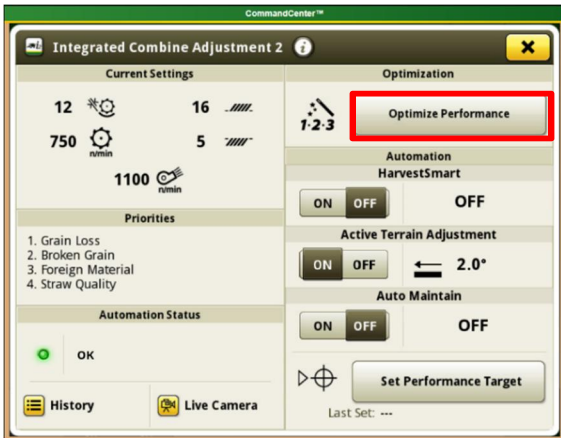 CommandCenter™
Integrated Combine Adjustment 2 i
Current Settings
12 16
750 n/min 5
1100 n/min
Priorities
1. Grain Loss
2. Broken Grain
3. Foreign Material
4. Straw Quality
Automation Status
OK
History Live Camera
Optimization
1·2·3 Optimize Performance
Automation
HarvestSmart
ON OFF OFF
Active Terrain Adjustment
ON OFF 2.0°
Auto Maintain
ON OFF OFF
Set Performance Target
Last Set: ---